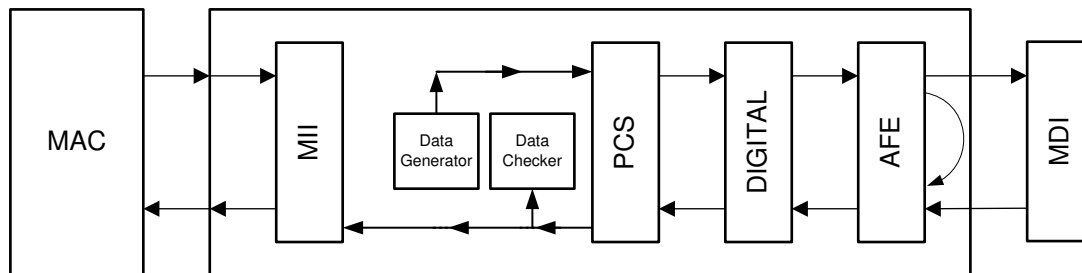 MAC
MII
Data
Generator
Data
Checker
PCS
DIGITAL
AFE
MDI